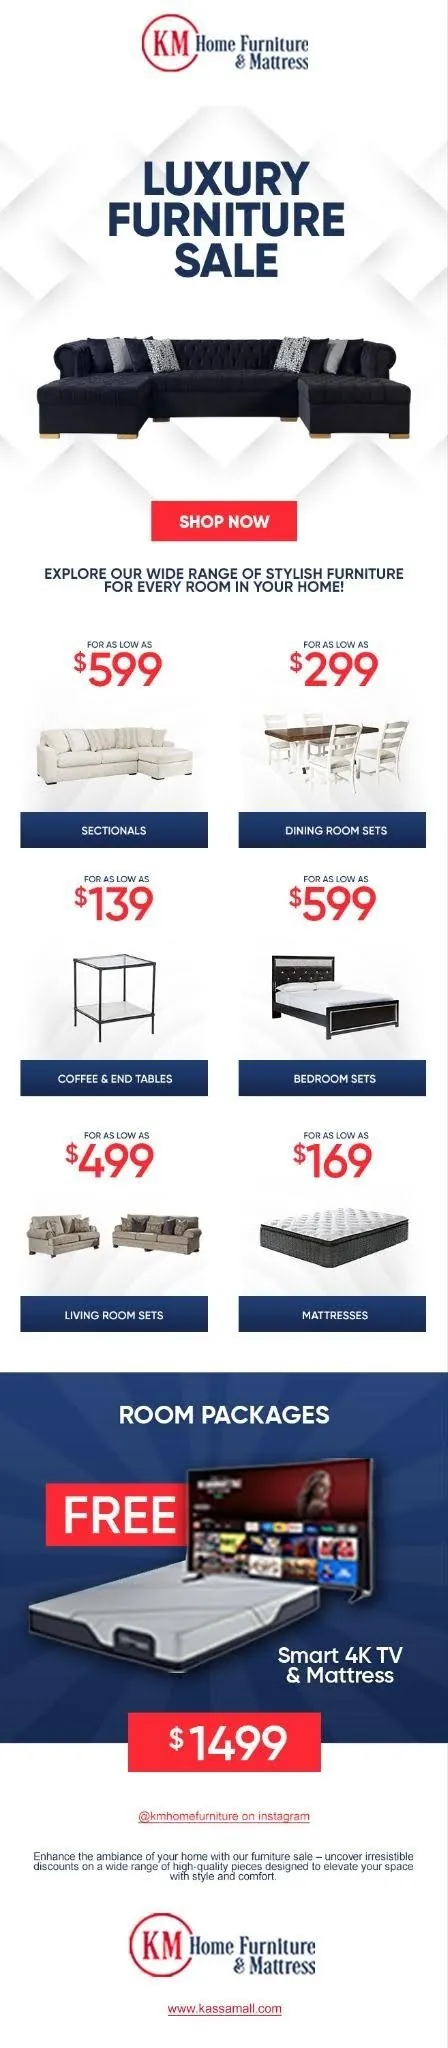 KM Home Furniture
& Mattress
LUXURY
FURNITURE
SALE
SHOP NOW
EXPLORE OUR WIDE RANGE OF STYLISH FURNITURE
FOR EVERY ROOM IN YOUR HOME!
FOR AS LOW AS
$599
SECTIONALS
FOR AS LOW AS
$299
DINING ROOM SETS
FOR AS LOW AS
$139
COFFEE & END TABLES
FOR AS LOW AS
$599
BEDROOM SETS
FOR AS LOW AS
$499
LIVING ROOM SETS
FOR AS LOW AS
$169
MATTRESSES
ROOM PACKAGES
FREE
Smart 4K TV
& Mattress
$1499
@kmhomefurniture on instagram
Enhance the ambiance of your home with our furniture sale – uncover irresistible
discounts on a wide range of high-quality pieces designed to elevate your space
with style and comfort.
KM Home Furniture
& Mattress
www.kassamall.com